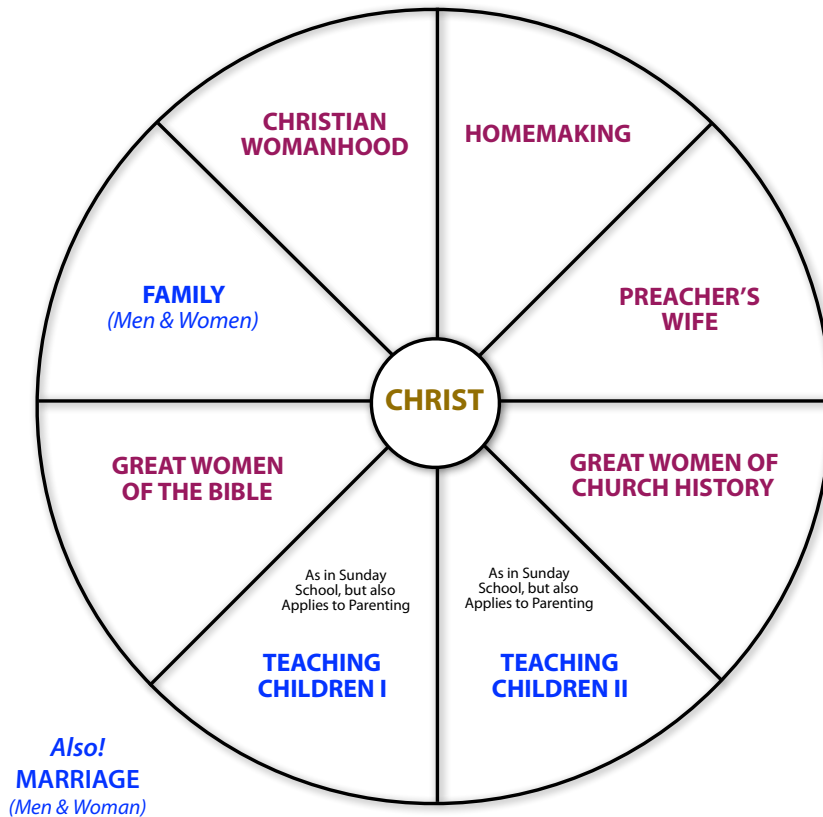 CHRISTIAN
WOMANHOOD
HOMEMAKING
FAMILY
(Men & Women)
PREACHER’S
WIFE
CHRIST
GREAT WOMEN
OF THE BIBLE
GREAT WOMEN OF
CHURCH HISTORY
As in Sunday
School, but also
Applies to Parenting
TEACHING
CHILDREN I
As in Sunday
School, but also
Applies to Parenting
TEACHING
CHILDREN II
Also!
MARRIAGE
(Men & Woman)